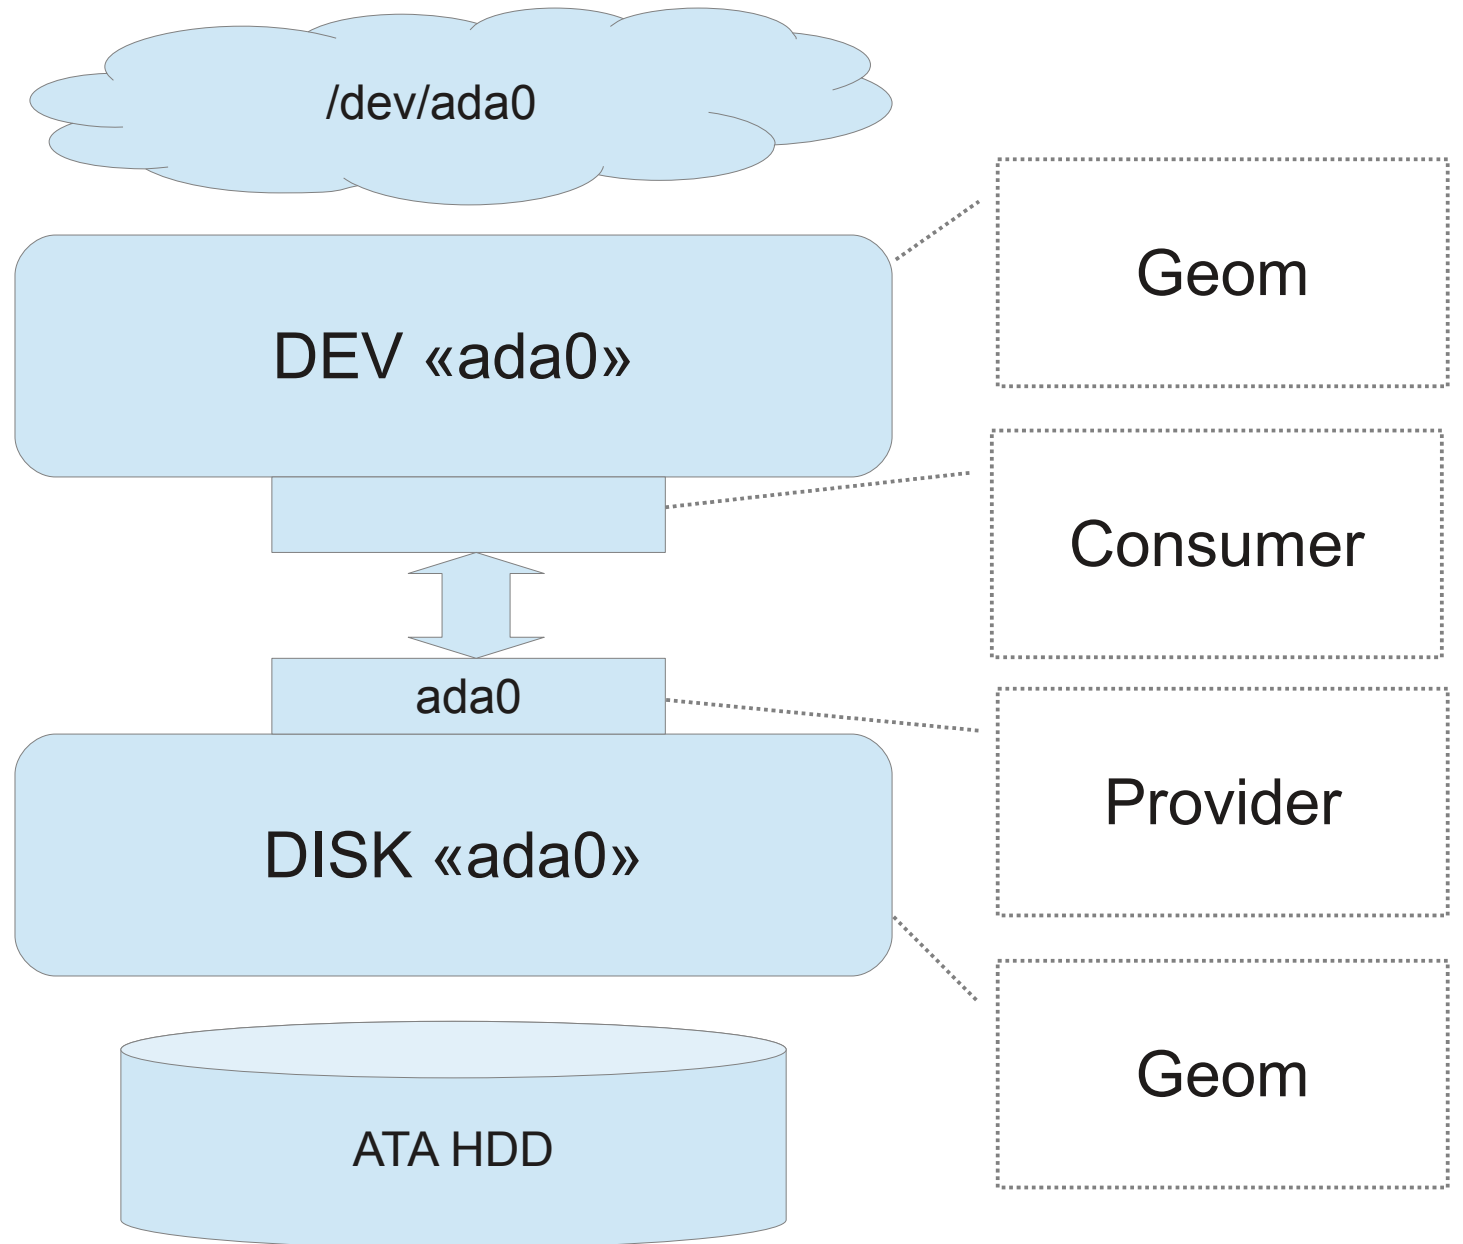 /dev/ada0
DEV «ada0»
ada0
DISK «ada0»
ATA HDD
Geom
Consumer
Provider
Geom